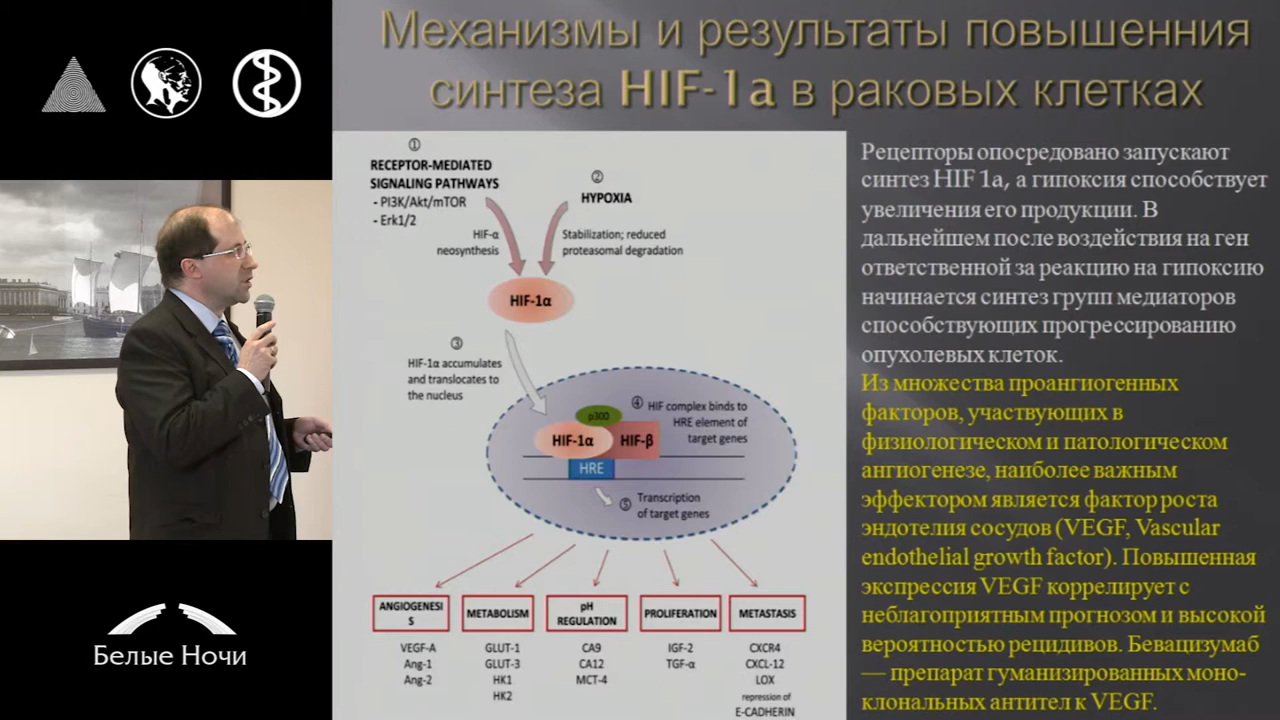 Механизмы и результаты повышенния
синтеза HIF-1a в раковых клетках
①
RECEPTOR-MEDIATED
SIGNALING PATHWAYS
- PI3K/Akt/mTOR
- Erk1/2
②
HYPOXIA
HIF-α
neosynthesis
Stabilization; reduced
proteasomal degradation
HIF-1α
③
HIF-1α accumulates
and translocates to
the nucleus
p300
④ HIF complex binds to
HRE element of
target genes
HIF-1α
HIF-β
HRE
⑤ Transcription
of target genes
ANGIOGENESI
S
VEGF-A
Ang-1
Ang-2
METABOLISM
GLUT-1
GLUT-3
HK1
HK2
pH
REGULATION
CA9
CA12
MCT-4
PROLIFERATION
IGF-2
TGF-α
METASTASIS
CXCR4
CXCL-12
LOX
repression of
E-CADHERIN
Рецепторы опосредовано запускают
синтез HIF 1a, а гипоксия способствует
увеличения его продукции. В
дальнейшем после воздействия на ген
ответственной за реакцию на гипоксию
начинается синтез групп медиаторов
способствующих прогрессированию
опухолевых клеток.
Из множества проангиогенных
факторов, участвующих в
физиологическом и патологическом
ангиогенезе, наиболее важным
эффектором является фактор роста
эндотелия сосудов (VEGF, Vascular
endothelial growth factor). Повышенная
экспрессия VEGF коррелирует с
неблагоприятным прогнозом и высокой
вероятностью рецидивов. Бевацизумаб
— препарат гуманизированных моно-
клональных антител к VEGF.
Белые Ночи